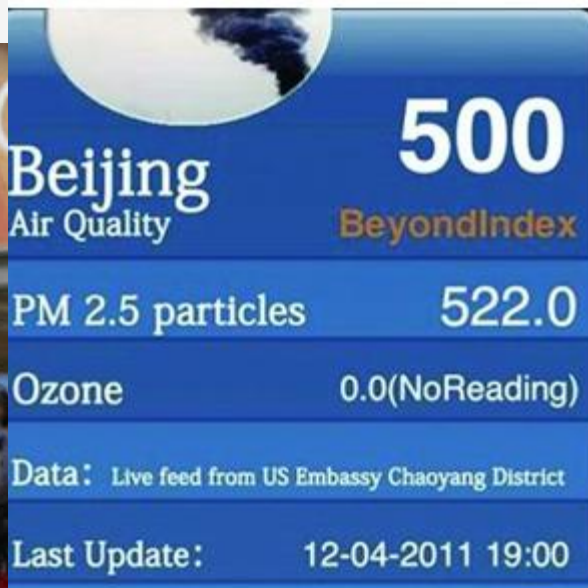 500
Beijing
Air Quality
BeyondIndex
PM 2.5 particles 522.0
Ozone 0.0(NoReading)
Data: Live feed from US Embassy Chaoyang District
Last Update: 12-04-2011 19:00